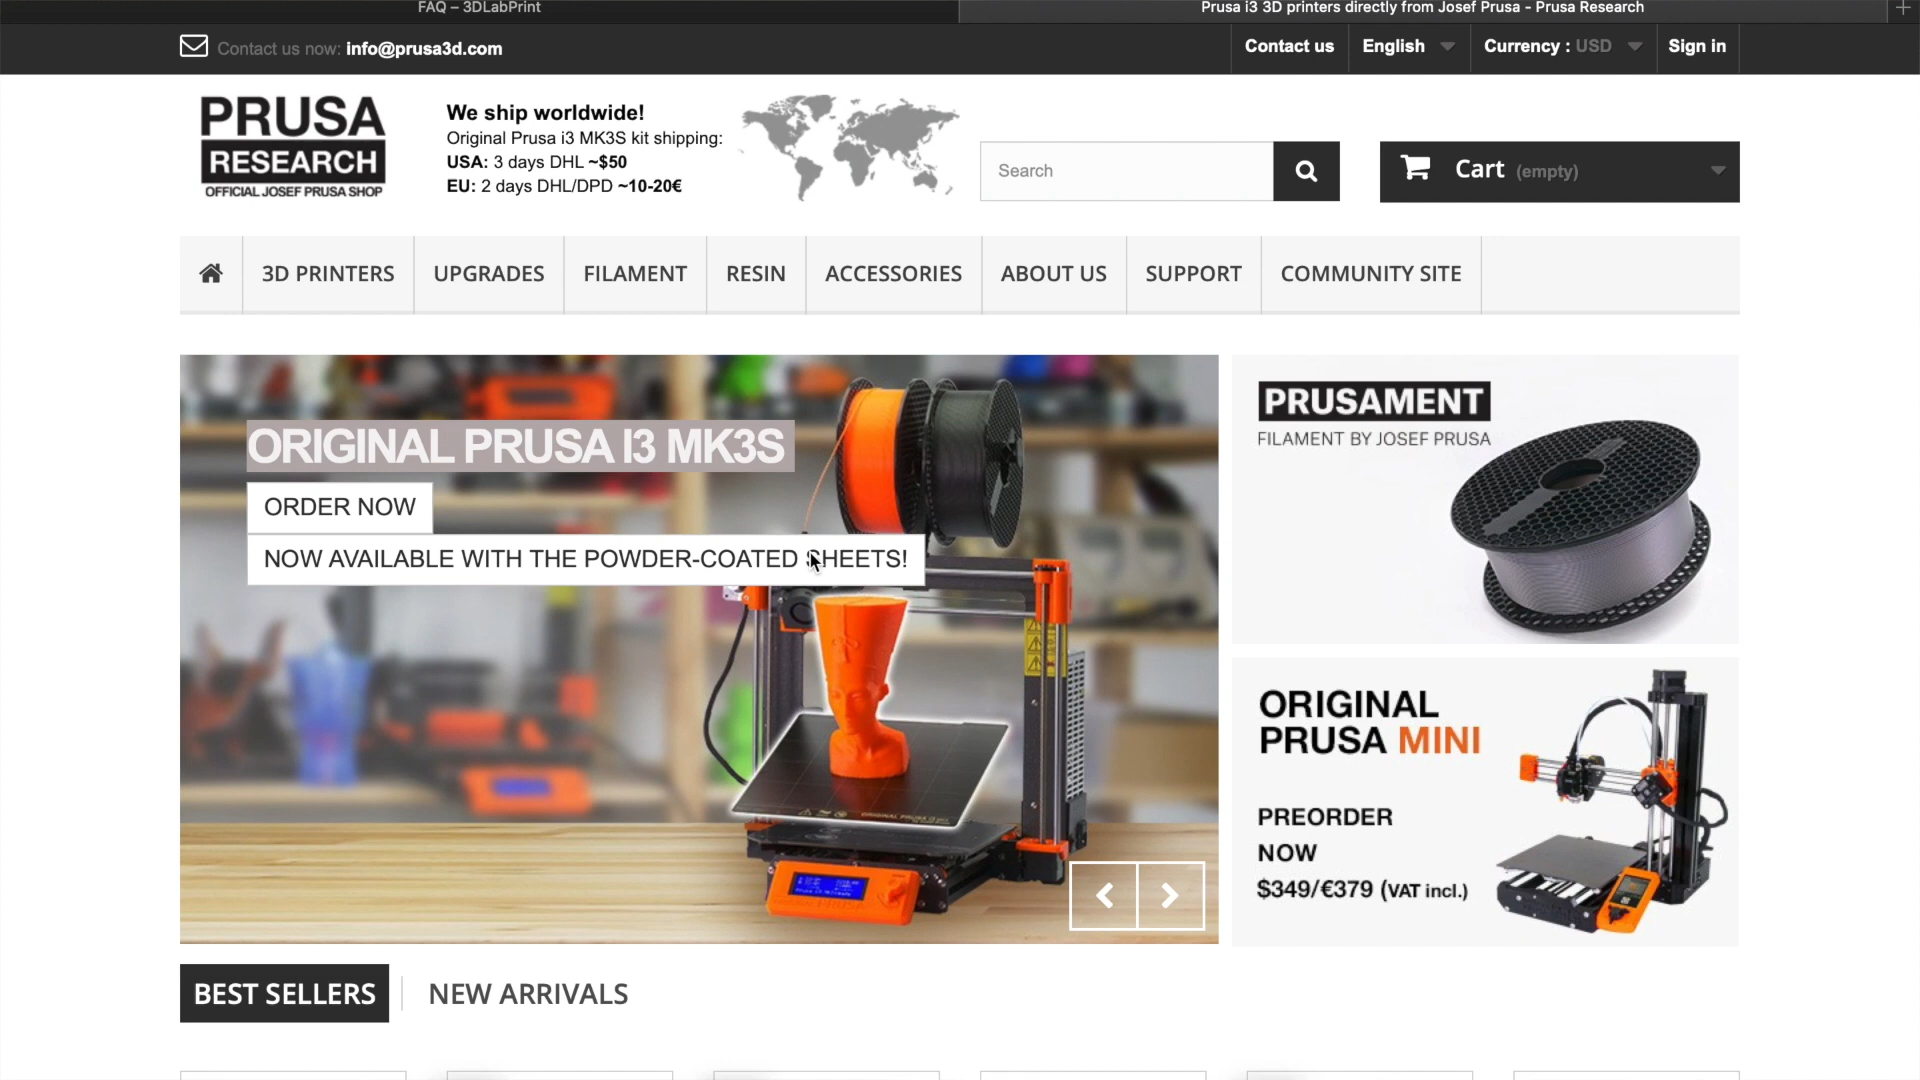 FAQ – 3DLabPrint
Prusa i3 3D printers directly from Josef Prusa - Prusa Research
Contact us now: info@prusa3d.com
Contact us
English
Currency : USD
Sign in
PRUSA
RESEARCH
OFFICIAL JOSEF PRUSA SHOP
We ship worldwide!
Original Prusa i3 MK3S kit shipping:
USA: 3 days DHL ~$50
EU: 2 days DHL/DPD ~10-20€
Search
Cart (empty)
3D PRINTERS
UPGRADES
FILAMENT
RESIN
ACCESSORIES
ABOUT US
SUPPORT
COMMUNITY SITE
ORIGINAL PRUSA I3 MK3S
ORDER NOW
NOW AVAILABLE WITH THE POWDER-COATED SHEETS!
PRUSAMENT
FILAMENT BY JOSEF PRUSA
ORIGINAL
PRUSA MINI
PREORDER
NOW
$349/€379 (VAT incl.)
BEST SELLERS
NEW ARRIVALS